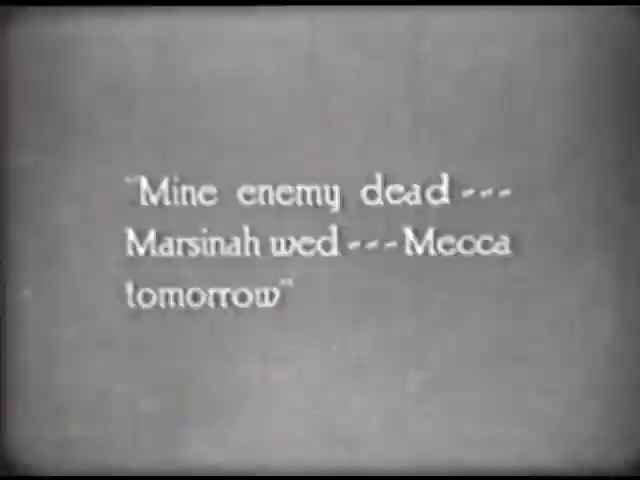 "Mine enemy dead ---
Marsinah wed --- Mecca
tomorrow"